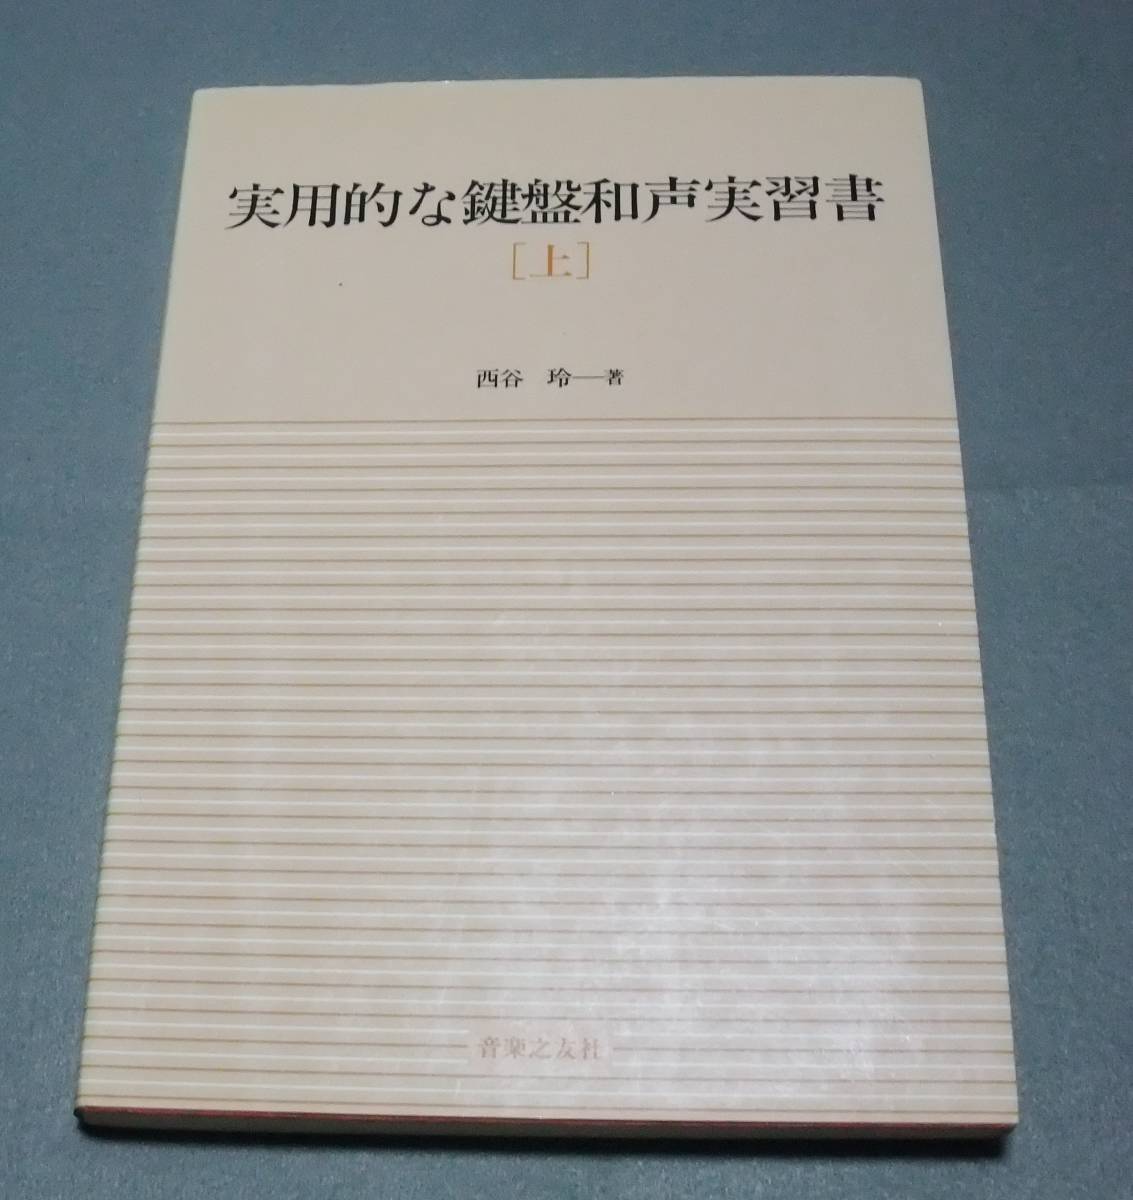 実用的な鍵盤和声実習書
［上］
西谷　玲──著
音楽之友社